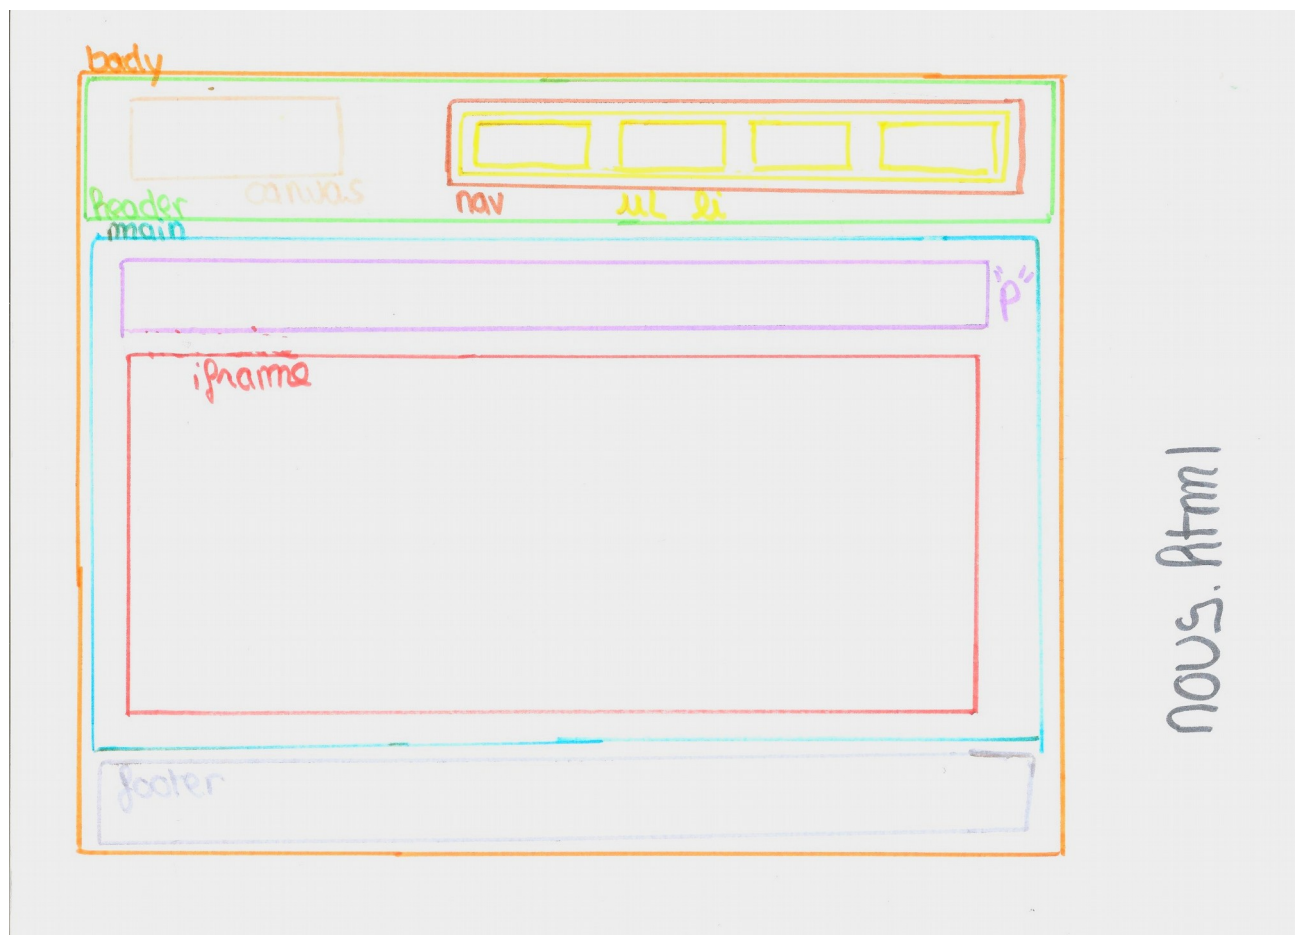 body
canvas
header
nav
ul li
main
"p"
iframe
footer
nous.html